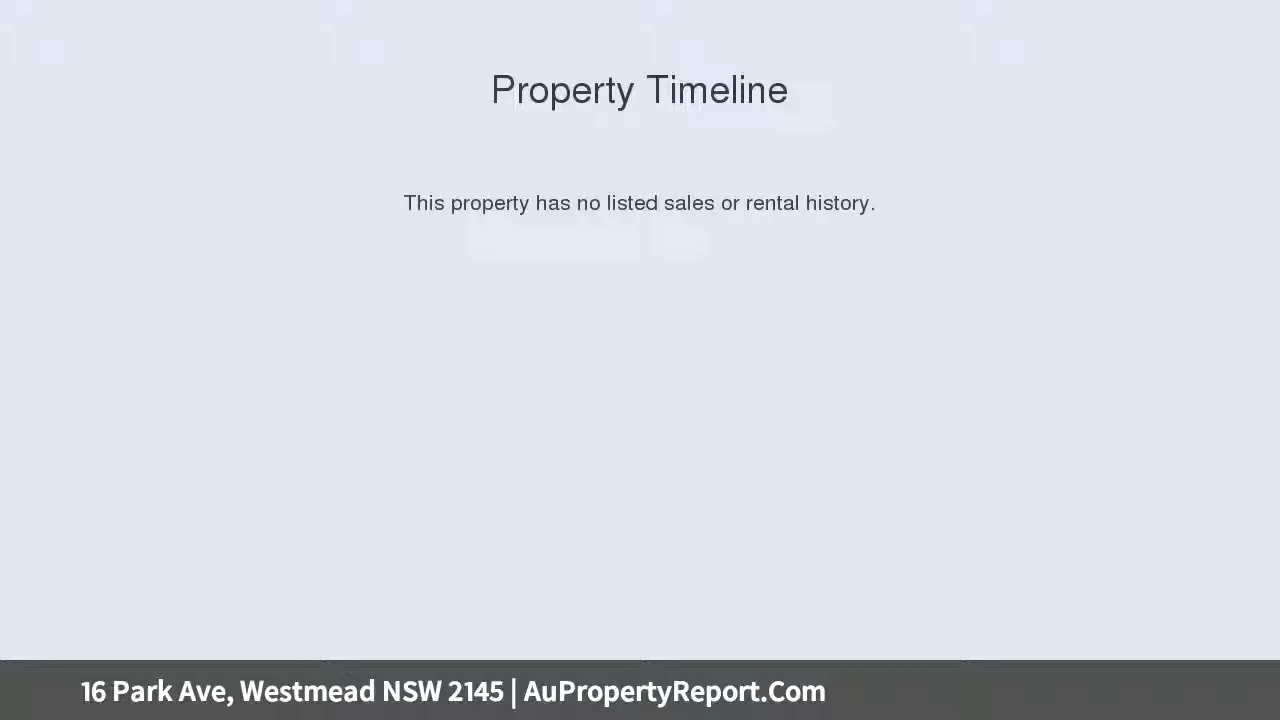 Property Timeline
This property has no listed sales or rental history.
16 Park Ave, Westmead NSW 2145 | AuPropertyReport.Com